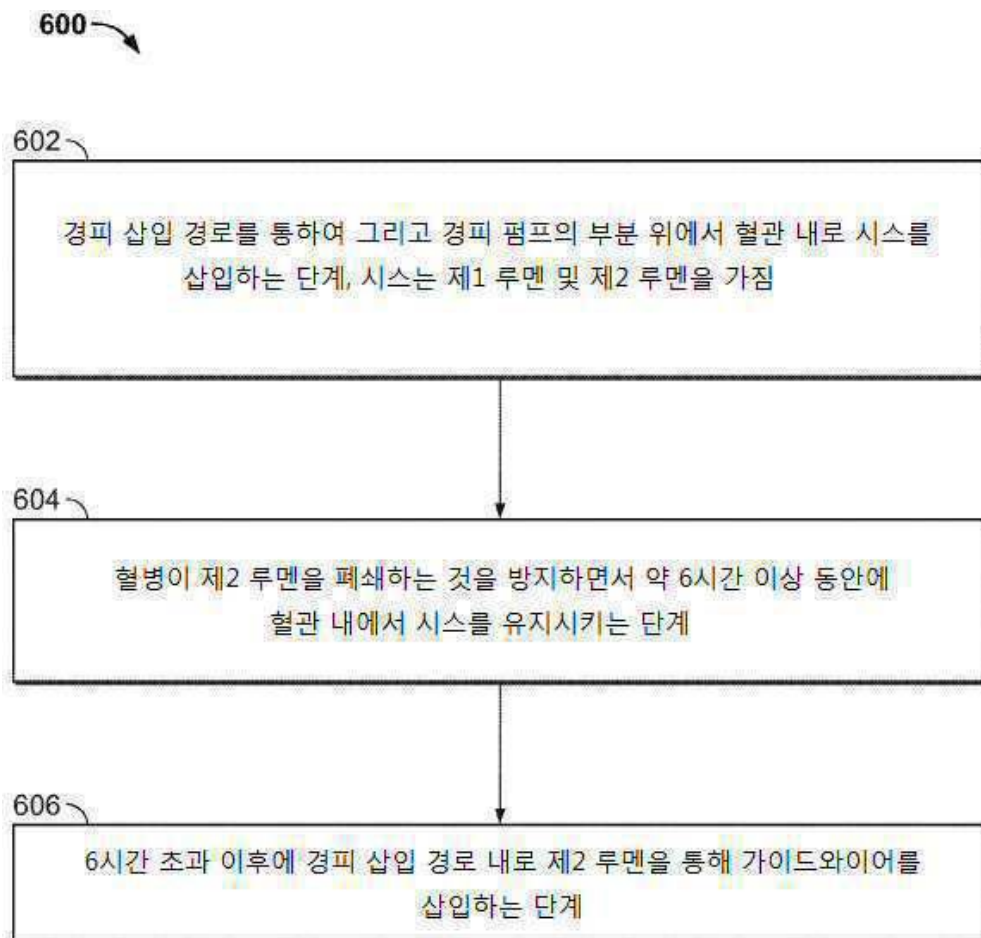 600
602
경피 삽입 경로를 통하여 그리고 경피 펌프의 부분 위에서 혈관 내로 시스를
삽입하는 단계, 시스는 제1 루멘 및 제2 루멘을 가짐
604
혈병이 제2 루멘을 폐쇄하는 것을 방지하면서 약 6시간 이상 동안에
혈관 내에서 시스를 유지시키는 단계
606
6시간 초과 이후에 경피 삽입 경로 내로 제2 루멘을 통해 가이드와이어를
삽입하는 단계